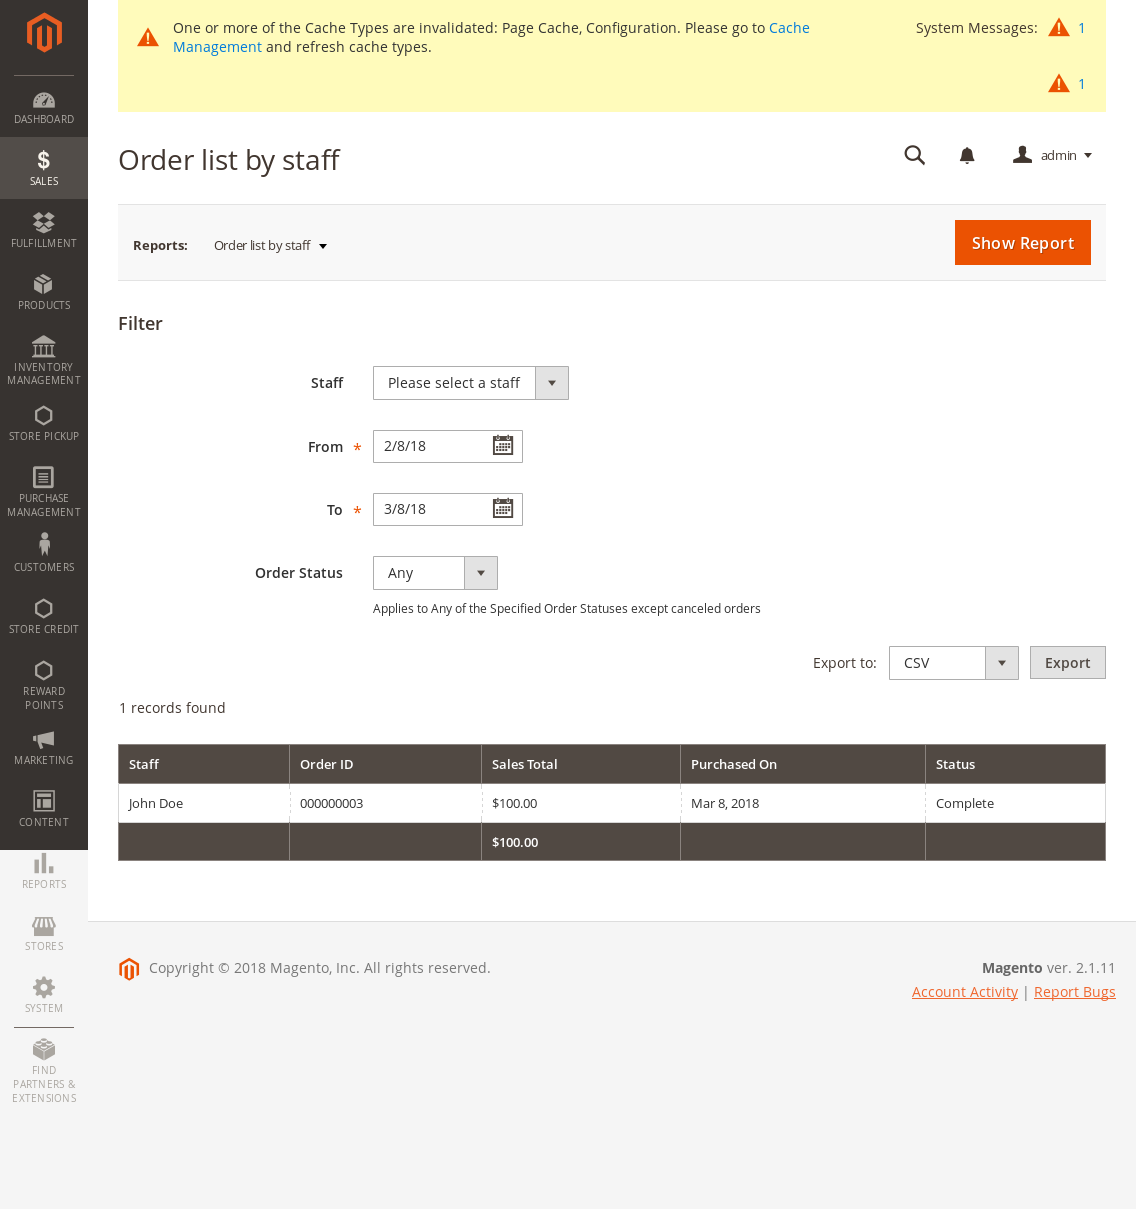 One or more of the Cache Types are invalidated: Page Cache, Configuration. Please go to Cache
Management and refresh cache types.
System Messages: 1
1
DASHBOARD
$
SALES
FULFILLMENT
PRODUCTS
INVENTORY
MANAGEMENT
STORE PICKUP
PURCHASE
MANAGEMENT
CUSTOMERS
STORE CREDIT
REWARD
POINTS
MARKETING
CONTENT
REPORTS
STORES
SYSTEM
FIND
PARTNERS &
EXTENSIONS
Order list by staff
admin
Reports: Order list by staff
Show Report
Filter
Staff Please select a staff
From * 2/8/18
To * 3/8/18
Order Status Any
Applies to Any of the Specified Order Statuses except canceled orders
Export to: CSV Export
1 records found
Staff Order ID Sales Total Purchased On Status
John Doe 000000003 $100.00 Mar 8, 2018 Complete
$100.00
Copyright © 2018 Magento, Inc. All rights reserved.
Magento ver. 2.1.11
Account Activity | Report Bugs